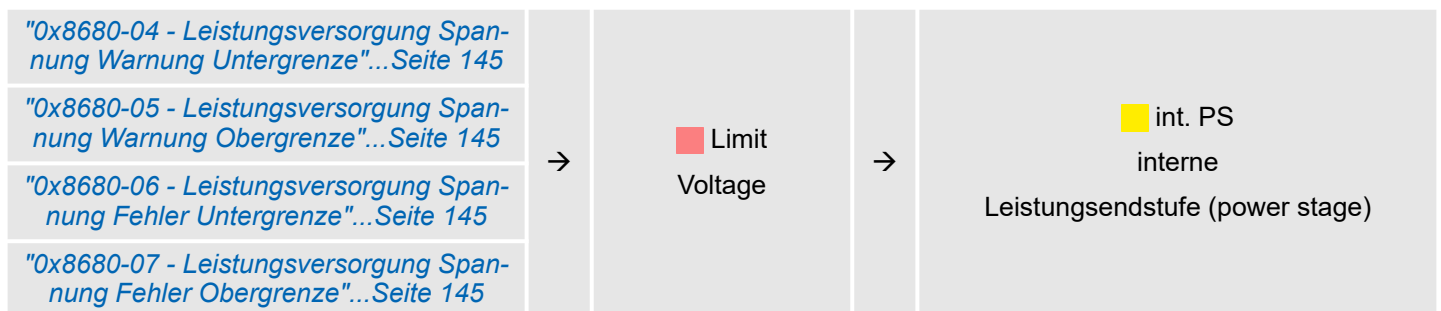 "0x8680-04 - Leistungsversorgung Span-
nung Warnung Untergrenze"...Seite 145
"0x8680-05 - Leistungsversorgung Span-
nung Warnung Obergrenze"...Seite 145
"0x8680-06 - Leistungsversorgung Span-
nung Fehler Untergrenze"...Seite 145
"0x8680-07 - Leistungsversorgung Span-
nung Fehler Obergrenze"...Seite 145
→
Limit
Voltage
→
int. PS
interne
Leistungsendstufe (power stage)